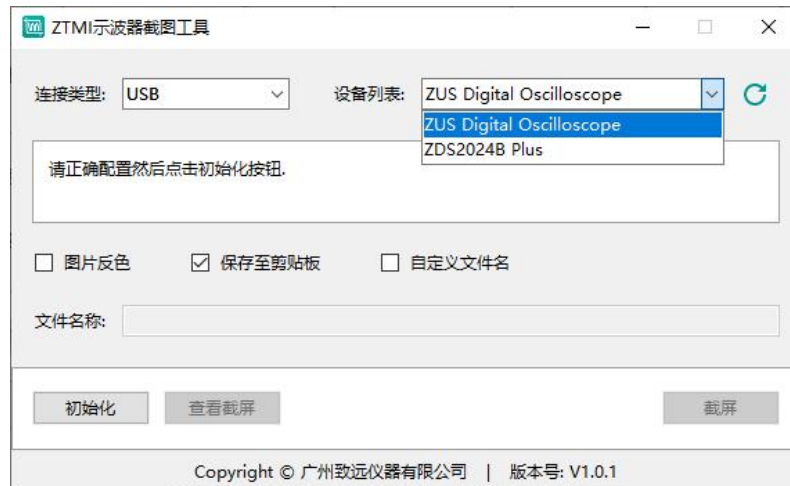 ZTMI示波器截图工具
连接类型: USB 设备列表: ZUS Digital Oscilloscope
ZUS Digital Oscilloscope
ZDS2024B Plus
请正确配置然后点击初始化按钮.
图片反色 保存至剪贴板 自定义文件名
文件名称:
初始化 查看截屏 截屏
Copyright © 广州致远仪器有限公司 | 版本号: V1.0.1